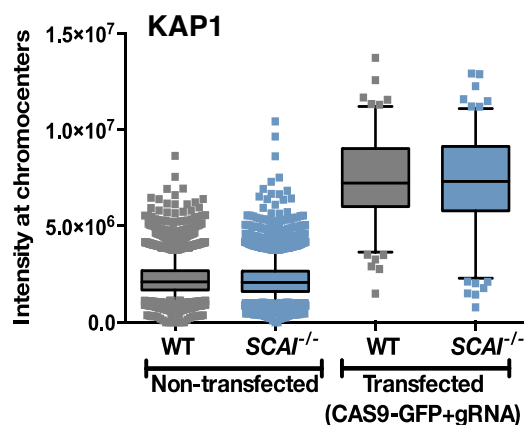 KAP1
Intensity at chromocenters
1.5×10⁷
1.0×10⁷
5.0×10⁶
0.0
WT SCAI⁻/⁻ WT SCAI⁻/⁻
Non-transfected Transfected
(CAS9-GFP+gRNA)